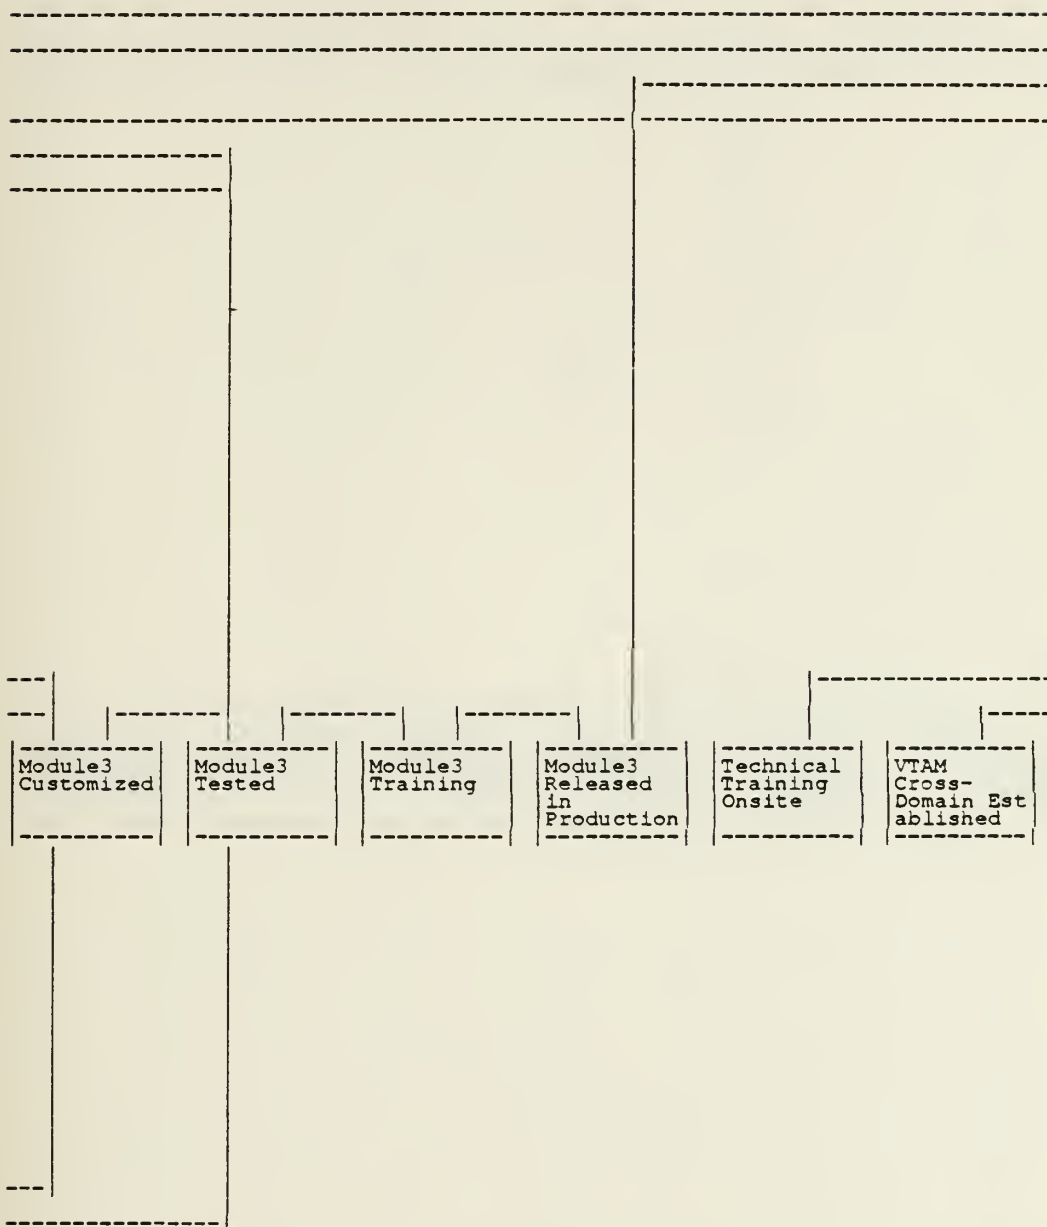 Module3
Customized
Module3
Tested
Module3
Training
Module3
Released
in
Production
Technical
Training
Onsite
VTAM
Cross-
Domain Est
ablished